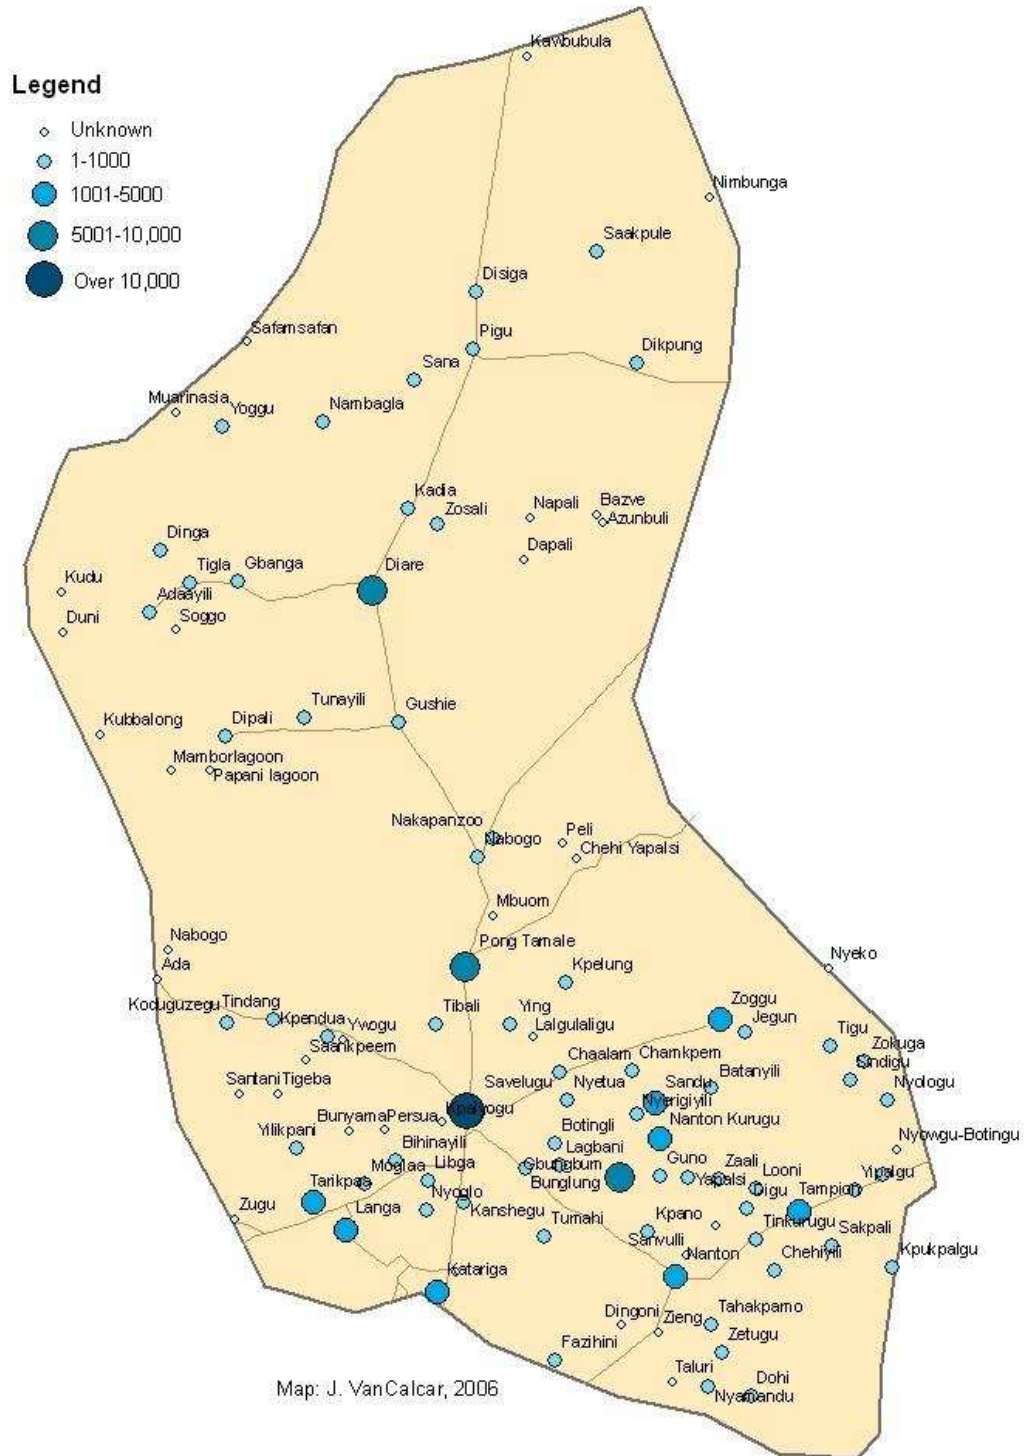 Kawbubula
Legend
Unknown
1-1000
1001-5000
5001-10,000
Over 10,000
Nimbunga
Saakpule
Disiga
Safamsafan
Pigu
Dikpung
Sana
Muarinasia
Yoggu
Nambagla
Kadia
Zosali
Napali
Bazve
Azunbuli
Dinga
Dapali
Tigla
Gbanga
Diare
Kudu
Adaayili
Duni
Soggo
Tunayili
Gushie
Kubbalong
Dipali
Mamborlagoon
Papani lagoon
Nakapanzoo
Nabogo
Peli
Chehi Yapalsi
Mbuom
Nabogo
Pong Tamale
Ada
Nyeko
Kpelung
Koduguzegu
Tindang
Kpendua
Ywogu
Tibali
Ying
Lalgulaligu
Zoggu
Jegun
Tigu
Zokuga
Sindigu
Saankpeem
Chaalam
Chamkpem
Batanyili
Santani
Tigeba
Savelugu
Nyetua
Sandu
Nyologu
Kpalyogu
Nyerigiyili
Bunyama
Persua
Nanton Kurugu
Yilikpani
Botingli
Nyowgu-Botingu
Bihinayili
Lagbani
Moglaa
Libga
Gbungbum
Guno
Zaali
Looni
Yipalgu
Tarikpaa
Bunglung
Yapalsi
Digu
Tampion
Zugu
Langa
Nyoglo
Kanshegu
Tumahi
Kpano
Tinkurugu
Sakpali
Sanvulli
Nanton
Chehiyili
Kpukpalgu
Katariga
Dingoni
Zieng
Tahakpamo
Fazihini
Zetugu
Taluri
Dohi
Nyamandu
Map: J. VanCalcar, 2006